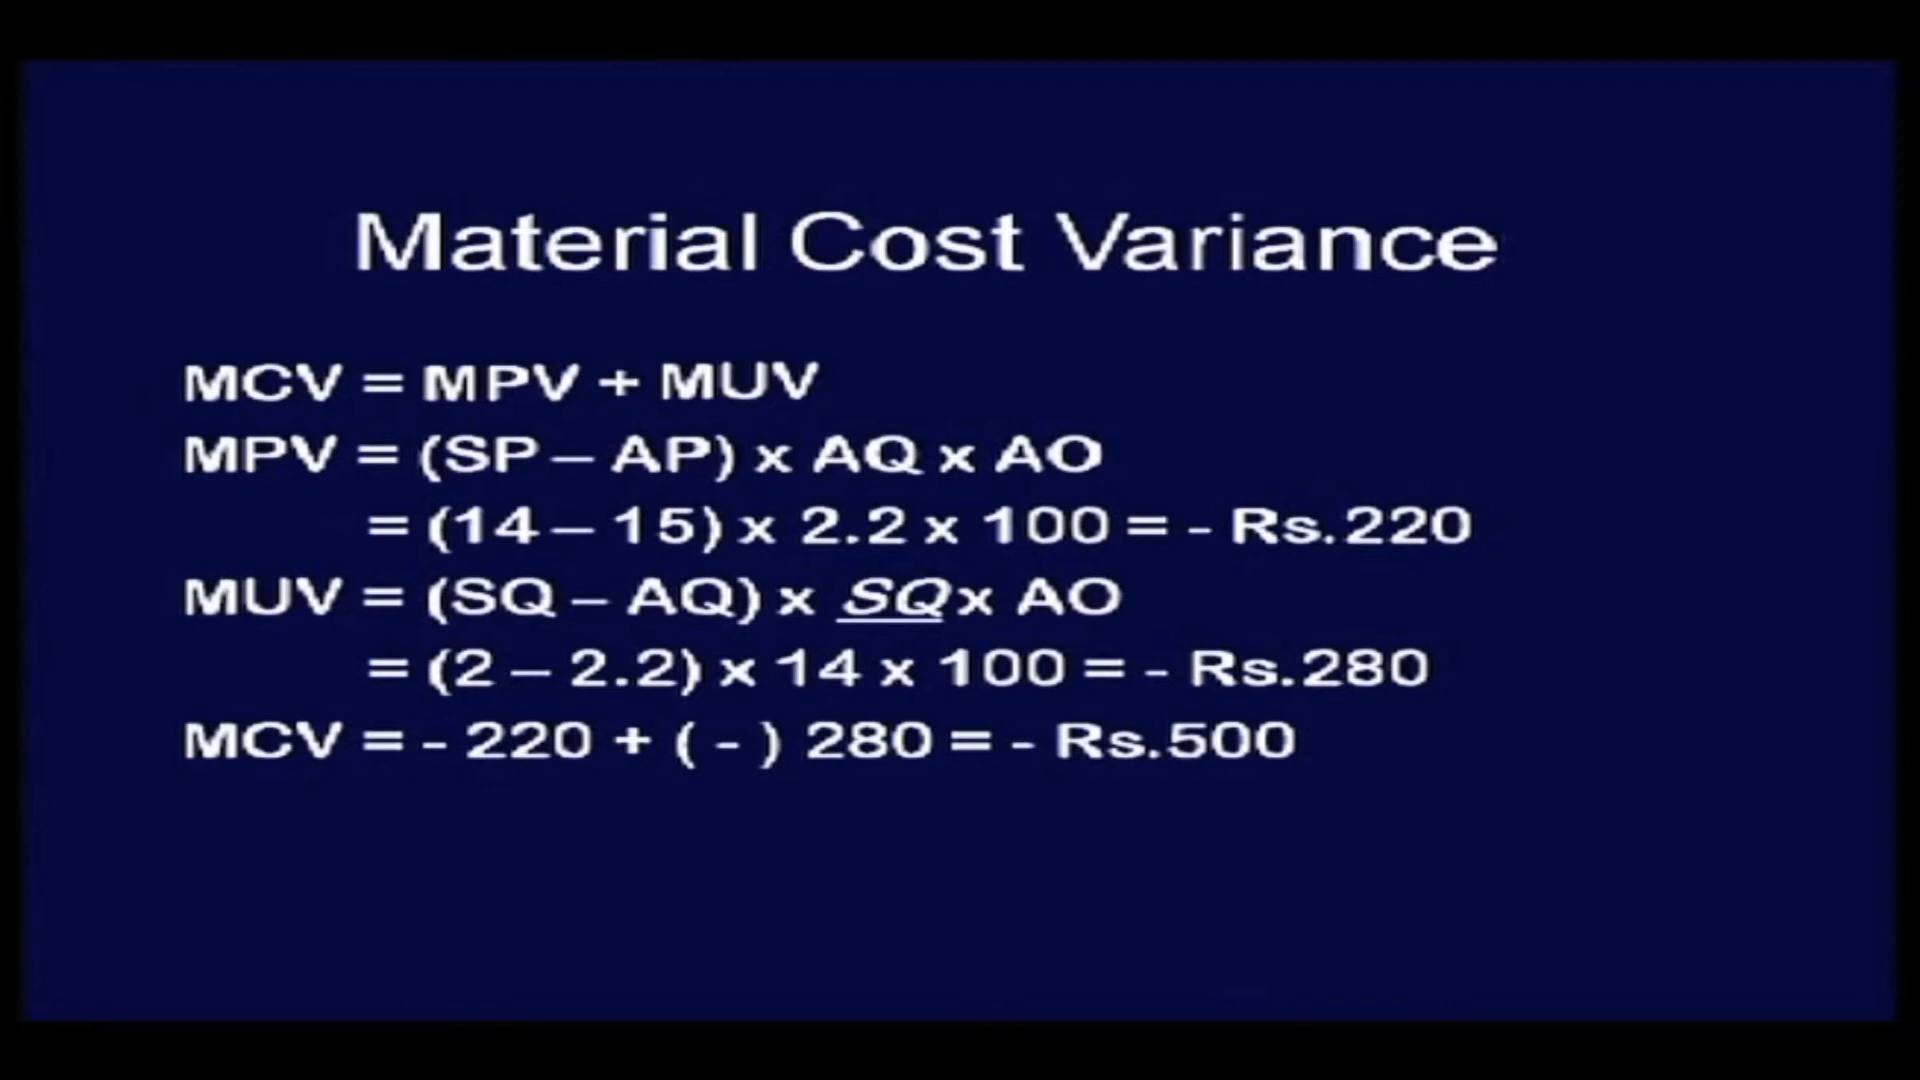 Material Cost Variance
MCV = MPV + MUV
MPV = (SP – AP) x AQ x AO
= (14 – 15) x 2.2 x 100 = - Rs.220
MUV = (SQ – AQ) x SQ x AO
= (2 – 2.2) x 14 x 100 = - Rs.280
MCV = - 220 + ( - ) 280 = - Rs.500